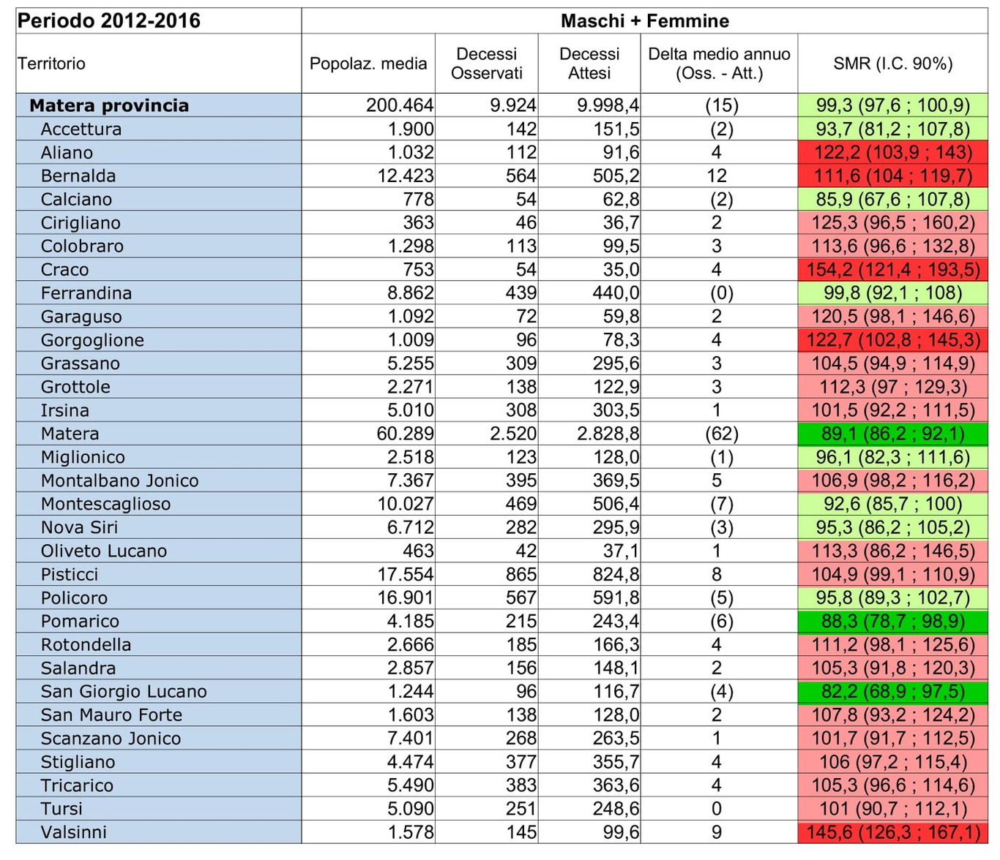 Periodo 2012-2016 Maschi + Femmine
Territorio Popolaz. media Decessi Osservati Decessi Attesi Delta medio annuo (Oss. - Att.) SMR (I.C. 90%)
Matera provincia 200.464 9.924 9.998,4 (15) 99,3 (97,6 ; 100,9)
Accettura 1.900 142 151,5 (2) 93,7 (81,2 ; 107,8)
Aliano 1.032 112 91,6 4 122,2 (103,9 ; 143)
Bernalda 12.423 564 505,2 12 111,6 (104 ; 119,7)
Calciano 778 54 62,8 (2) 85,9 (67,6 ; 107,8)
Cirigliano 363 46 36,7 2 125,3 (96,5 ; 160,2)
Colobraro 1.298 113 99,5 3 113,6 (96,6 ; 132,8)
Craco 753 54 35,0 4 154,2 (121,4 ; 193,5)
Ferrandina 8.862 439 440,0 (0) 99,8 (92,1 ; 108)
Garaguso 1.092 72 59,8 2 120,5 (98,1 ; 146,6)
Gorgoglione 1.009 96 78,3 4 122,7 (102,8 ; 145,3)
Grassano 5.255 309 295,6 3 104,5 (94,9 ; 114,9)
Grottole 2.271 138 122,9 3 112,3 (97 ; 129,3)
Irsina 5.010 308 303,5 1 101,5 (92,2 ; 111,5)
Matera 60.289 2.520 2.828,8 (62) 89,1 (86,2 ; 92,1)
Miglionico 2.518 123 128,0 (1) 96,1 (82,3 ; 111,6)
Montalbano Jonico 7.367 395 369,5 5 106,9 (98,2 ; 116,2)
Montescaglioso 10.027 469 506,4 (7) 92,6 (85,7 ; 100)
Nova Siri 6.712 282 295,9 (3) 95,3 (86,2 ; 105,2)
Oliveto Lucano 463 42 37,1 1 113,3 (86,2 ; 146,5)
Pisticci 17.554 865 824,8 8 104,9 (99,1 ; 110,9)
Policoro 16.901 567 591,8 (5) 95,8 (89,3 ; 102,7)
Pomarico 4.185 215 243,4 (6) 88,3 (78,7 ; 98,9)
Rotondella 2.666 185 166,3 4 111,2 (98,1 ; 125,6)
Salandra 2.857 156 148,1 2 105,3 (91,8 ; 120,3)
San Giorgio Lucano 1.244 96 116,7 (4) 82,2 (68,9 ; 97,5)
San Mauro Forte 1.603 138 128,0 2 107,8 (93,2 ; 124,2)
Scanzano Jonico 7.401 268 263,5 1 101,7 (91,7 ; 112,5)
Stigliano 4.474 377 355,7 4 106 (97,2 ; 115,4)
Tricarico 5.490 383 363,6 4 105,3 (96,6 ; 114,6)
Tursi 5.090 251 248,6 0 101 (90,7 ; 112,1)
Valsinni 1.578 145 99,6 9 145,6 (126,3 ; 167,1)